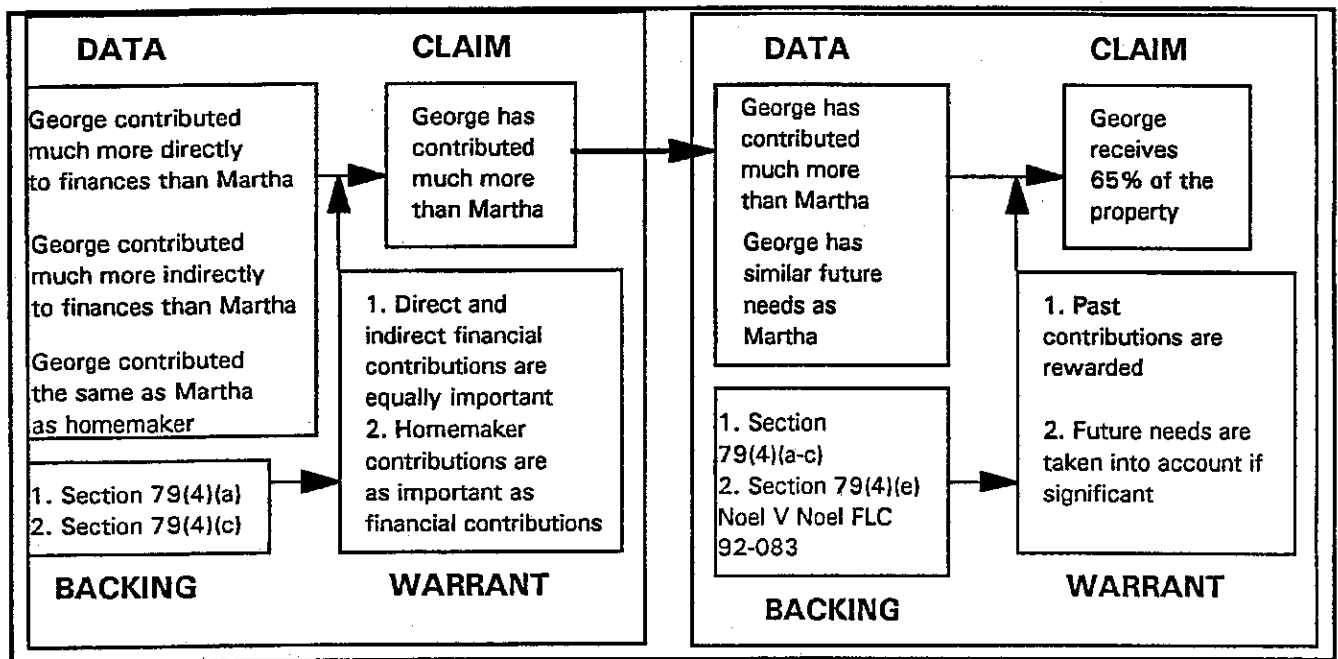 DATA
CLAIM
George contributed
much more directly
to finances than Martha
George contributed
much more indirectly
to finances than Martha
George contributed
the same as Martha
as homemaker
George has
contributed
much more
than Martha
1. Section 79(4)(a)
2. Section 79(4)(c)
1. Direct and
indirect financial
contributions are
equally important
2. Homemaker
contributions are
as important as
financial contributions
BACKING
WARRANT
DATA
CLAIM
George has
contributed
much more
than Martha
George has
similar future
needs as
Martha
George
receives
65% of the
property
1. Section
79(4)(a-c)
2. Section 79(4)(e)
Noel V Noel FLC
92-083
1. Past
contributions are
rewarded
2. Future needs are
taken into account if
significant
BACKING
WARRANT